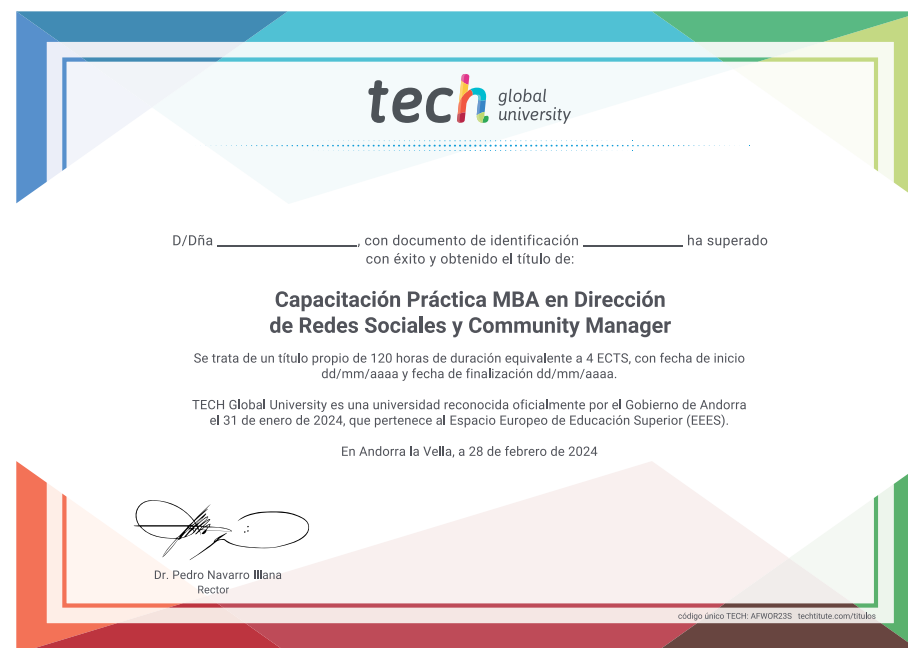 tech global university
D/Dña ____________________, con documento de identificación ______________ ha superado
con éxito y obtenido el título de:
Capacitación Práctica MBA en Dirección
de Redes Sociales y Community Manager
Se trata de un título propio de 120 horas de duración equivalente a 4 ECTS, con fecha de inicio
dd/mm/aaaa y fecha de finalización dd/mm/aaaa.
TECH Global University es una universidad reconocida oficialmente por el Gobierno de Andorra
el 31 de enero de 2024, que pertenece al Espacio Europeo de Educación Superior (EEES).
En Andorra la Vella, a 28 de febrero de 2024
Dr. Pedro Navarro Illana
Rector
código único TECH: AFWOR23S  techtitute.com/titulos